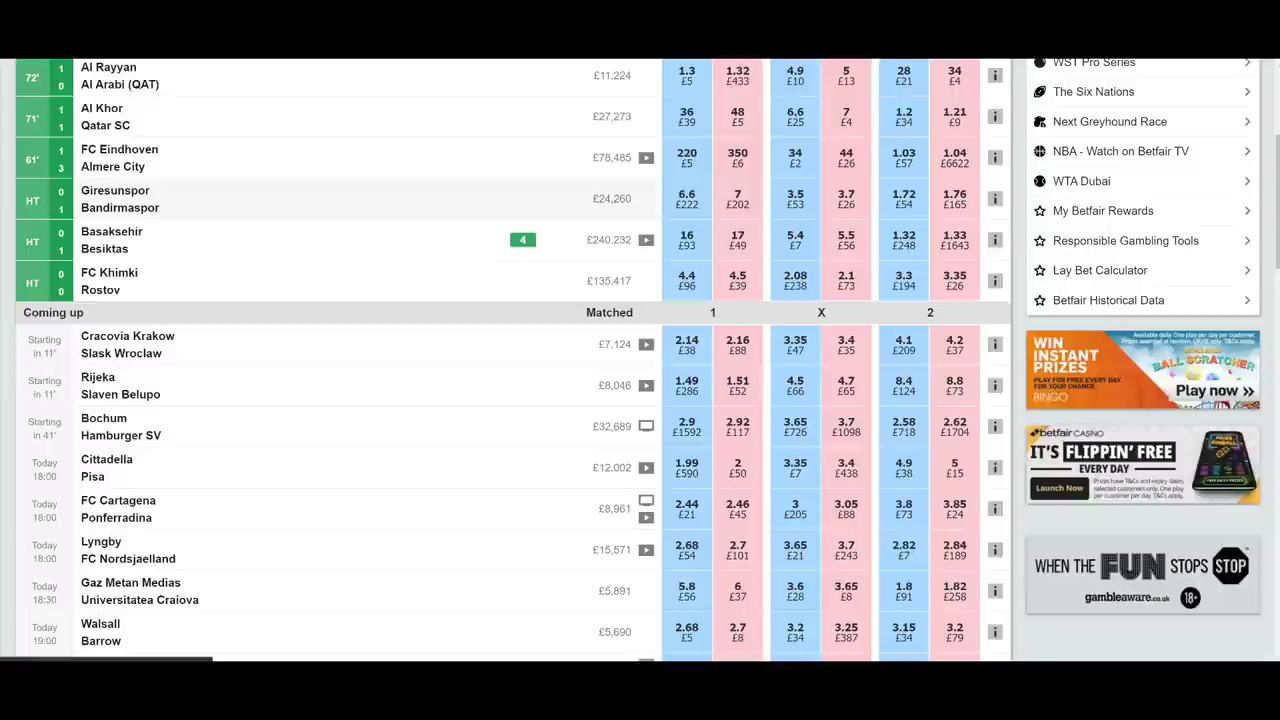 72' 1 Al Rayyan £11,224 1.3 1.32 4.9 5 28 34
0 Al Arabi (QAT) £5 £433 £10 £13 £21 £4
71' 1 Al Khor £27,273 36 48 6.6 7 1.2 1.21
1 Qatar SC £39 £5 £25 £4 £34 £9
61' 1 FC Eindhoven £78,485 220 350 34 44 1.03 1.04
3 Almere City £5 £6 £2 £26 £57 £6622
HT 0 Giresunspor £24,260 6.6 7 3.5 3.7 1.72 1.76
1 Bandirmaspor £222 £202 £53 £26 £54 £165
HT 0 Basaksehir 4 £240.232 16 17 5.4 5.5 1.32 1.33
1 Besiktas £93 £49 £7 £56 £248 £1643
HT 0 FC Khimki £135,417 4.4 4.5 2.08 2.1 3.3 3.35
0 Rostov £96 £39 £238 £73 £194 £26
Coming up Matched 1 X 2
Starting Cracovia Krakow £7,124 2.14 2.16 3.35 3.4 4.1 4.2
in 11' Slask Wroclaw £38 £88 £47 £35 £209 £37
Starting Rijeka £8,046 1.49 1.51 4.5 4.7 8.4 8.8
in 11' Slaven Belupo £286 £52 £66 £65 £124 £73
Starting Bochum £32,689 2.9 2.92 3.65 3.7 2.58 2.62
in 41' Hamburger SV £1592 £117 £726 £1098 £718 £1704
Today Cittadella £12,002 1.99 2 3.35 3.4 4.9 5
18:00 Pisa £590 £50 £7 £438 £38 £15
Today FC Cartagena £8,961 2.44 2.46 3 3.05 3.8 3.85
18:00 Ponferradina £21 £45 £205 £88 £73 £24
Today Lyngby £15,571 2.68 2.7 3.65 3.7 2.82 2.84
18:00 FC Nordsjaelland £54 £101 £21 £243 £7 £189
Today Gaz Metan Medias £5,891 5.8 6 3.6 3.65 1.8 1.82
18:30 Universitatea Craiova £56 £37 £28 £8 £91 £258
Today Walsall £5,690 2.68 2.7 3.2 3.25 3.15 3.2
19:00 Barrow £5 £8 £34 £387 £34 £79
WST Pro Series
The Six Nations
Next Greyhound Race
NBA - Watch on Betfair TV
WTA Dubai
My Betfair Rewards
Responsible Gambling Tools
Lay Bet Calculator
Betfair Historical Data
WIN
INSTANT
PRIZES
PLAY FOR FREE EVERY DAY
FOR YOUR CHANCE.
BINGO
BALL SCRATCHER
Play now »
betfair CASINO
IT'S FLIPPIN' FREE
EVERY DAY
Launch Now
WHEN THE FUN STOPS STOP
gambleaware.co.uk 18+